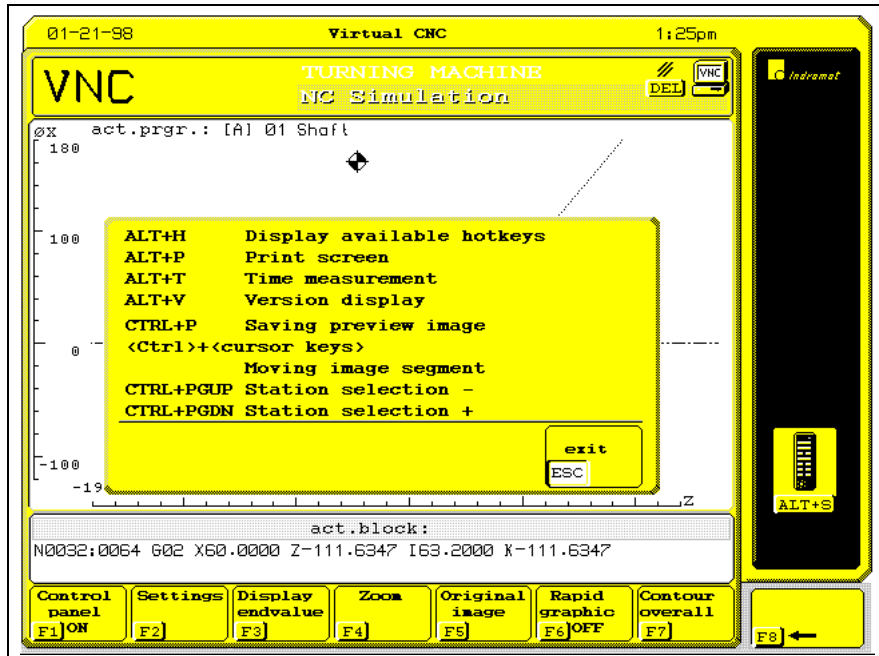 01-21-98 Virtual CNC 1:25pm
VNC
TURNING MACHINE
NC Simulation
DEL
VNC
Indramat
øX act.prgr.: [A] 01 Shaft
180
100
0
-100
-19
Z
ALT+H Display available hotkeys
ALT+P Print screen
ALT+T Time measurement
ALT+V Version display
CTRL+P Saving preview image
<Ctrl>+<cursor keys>
Moving image segment
CTRL+PGUP Station selection -
CTRL+PGDN Station selection +
exit
ESC
ALT+S
act.block:
N0032:0064 G02 X60.0000 Z-111.6347 I63.2000 K-111.6347
Control
panel
F1 ON
Settings
F2
Display
endvalue
F3
Zoom
F4
Original
image
F5
Rapid
graphic
F6 OFF
Contour
overall
F7
F8